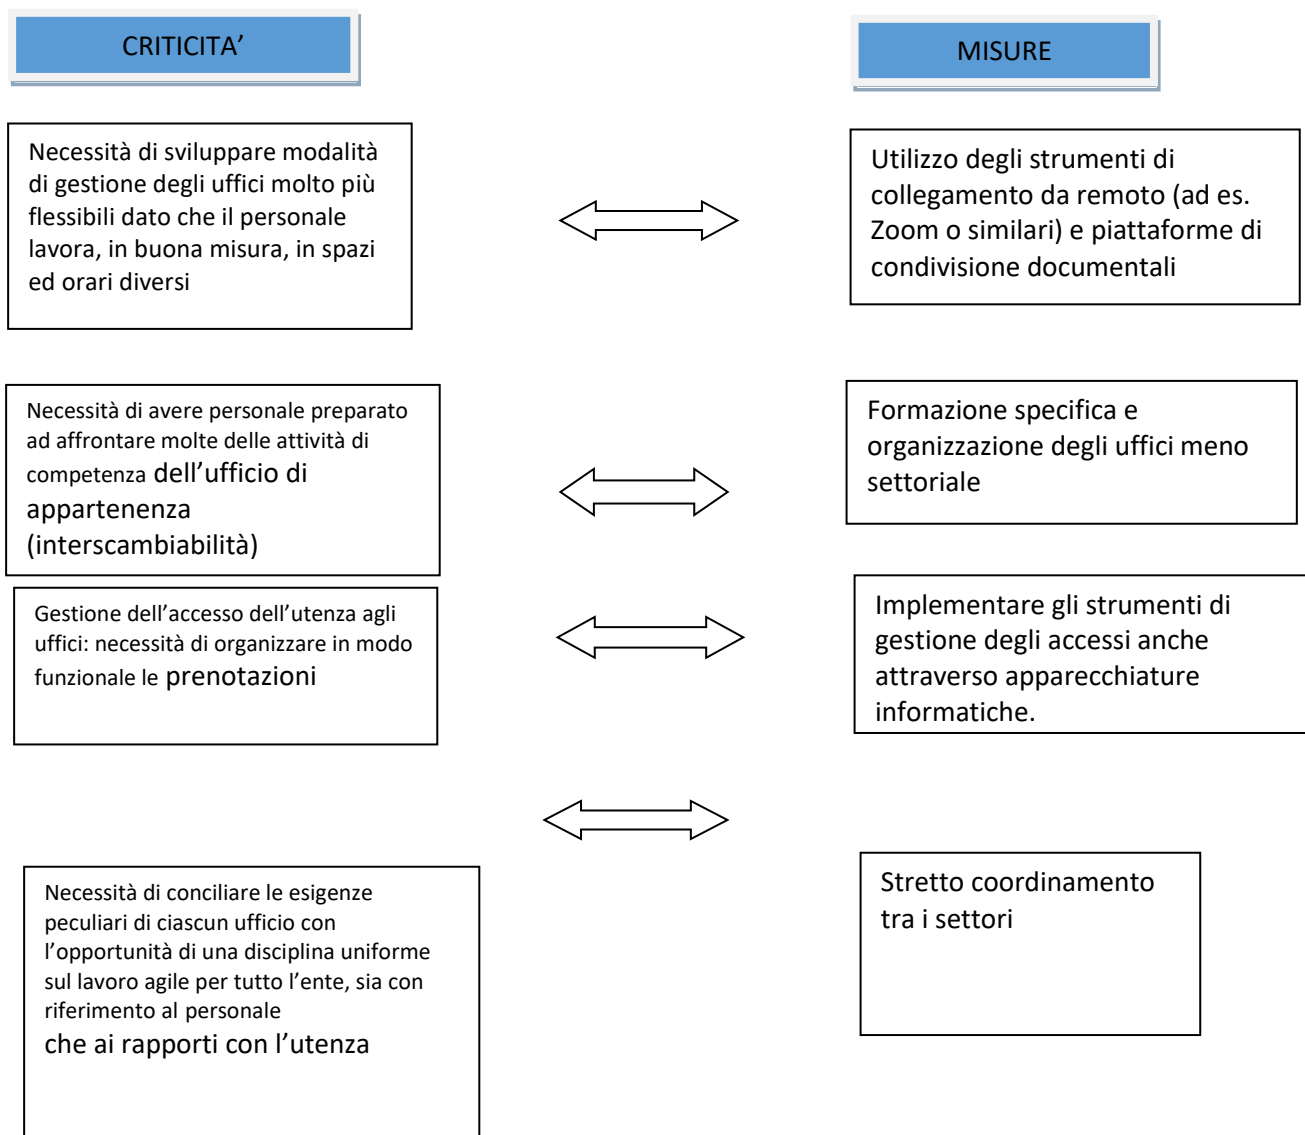 CRITICITA’
MISURE
Necessità di sviluppare modalità
di gestione degli uffici molto più
flessibili dato che il personale
lavora, in buona misura, in spazi
ed orari diversi
Utilizzo degli strumenti di
collegamento da remoto (ad es.
Zoom o similari) e piattaforme di
condivisione documentali
Necessità di avere personale preparato
ad affrontare molte delle attività di
competenza dell’ufficio di
appartenenza
(interscambiabilità)
Formazione specifica e
organizzazione degli uffici meno
settoriale
Gestione dell’accesso dell’utenza agli
uffici: necessità di organizzare in modo
funzionale le prenotazioni
Implementare gli strumenti di
gestione degli accessi anche
attraverso apparecchiature
informatiche.
Necessità di conciliare le esigenze
peculiari di ciascun ufficio con
l’opportunità di una disciplina uniforme
sul lavoro agile per tutto l’ente, sia con
riferimento al personale
che ai rapporti con l’utenza
Stretto coordinamento
tra i settori